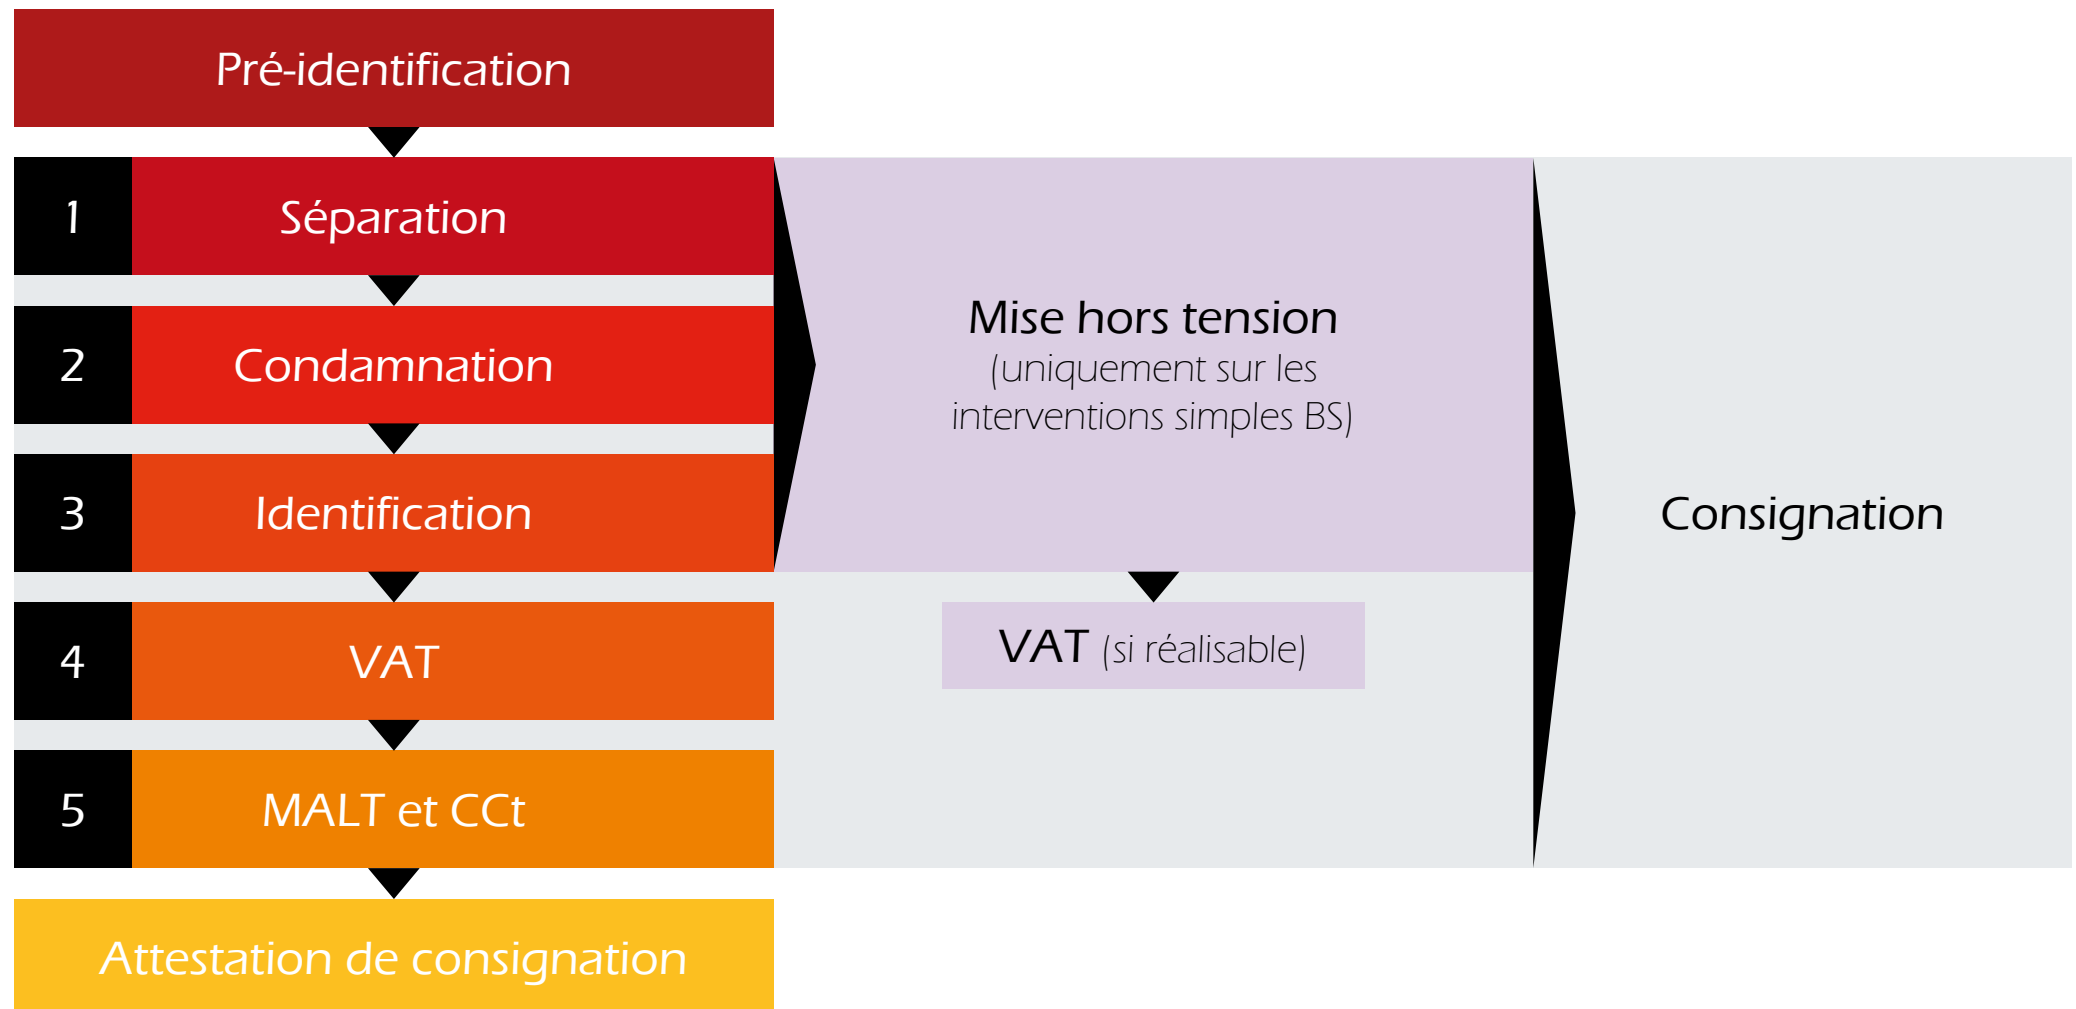 Pré-identification
1 Séparation
2 Condamnation
3 Identification
4 VAT
5 MALT et CCt
Attestation de consignation
Mise hors tension
(uniquement sur les
interventions simples BS)
VAT (si réalisable)
Consignation